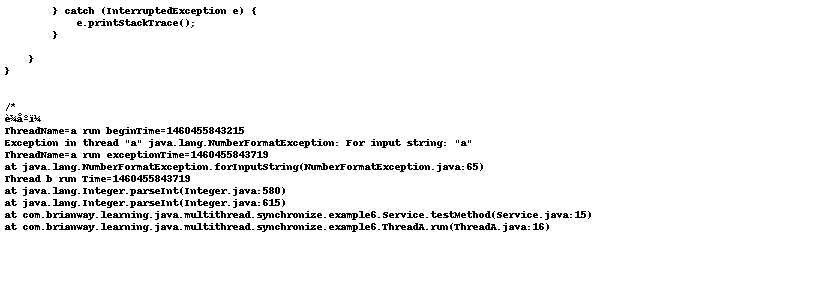 } catch (InterruptedException e) {
e.printStackTrace();
}
}
}
/*
è¾åºï¼
ThreadName=a run beginTime=1460455843215
Exception in thread "a" java.lang.NumberFormatException: For input string: "a"
ThreadName=a run exceptionTime=1460455843719
at java.lang.NumberFormatException.forInputString(NumberFormatException.java:65)
Thread b run Time=1460455843719
at java.lang.Integer.parseInt(Integer.java:580)
at java.lang.Integer.parseInt(Integer.java:615)
at com.brianway.learning.java.multithread.synchronize.example6.Service.testMethod(Service.java:15)
at com.brianway.learning.java.multithread.synchronize.example6.ThreadA.run(ThreadA.java:16)